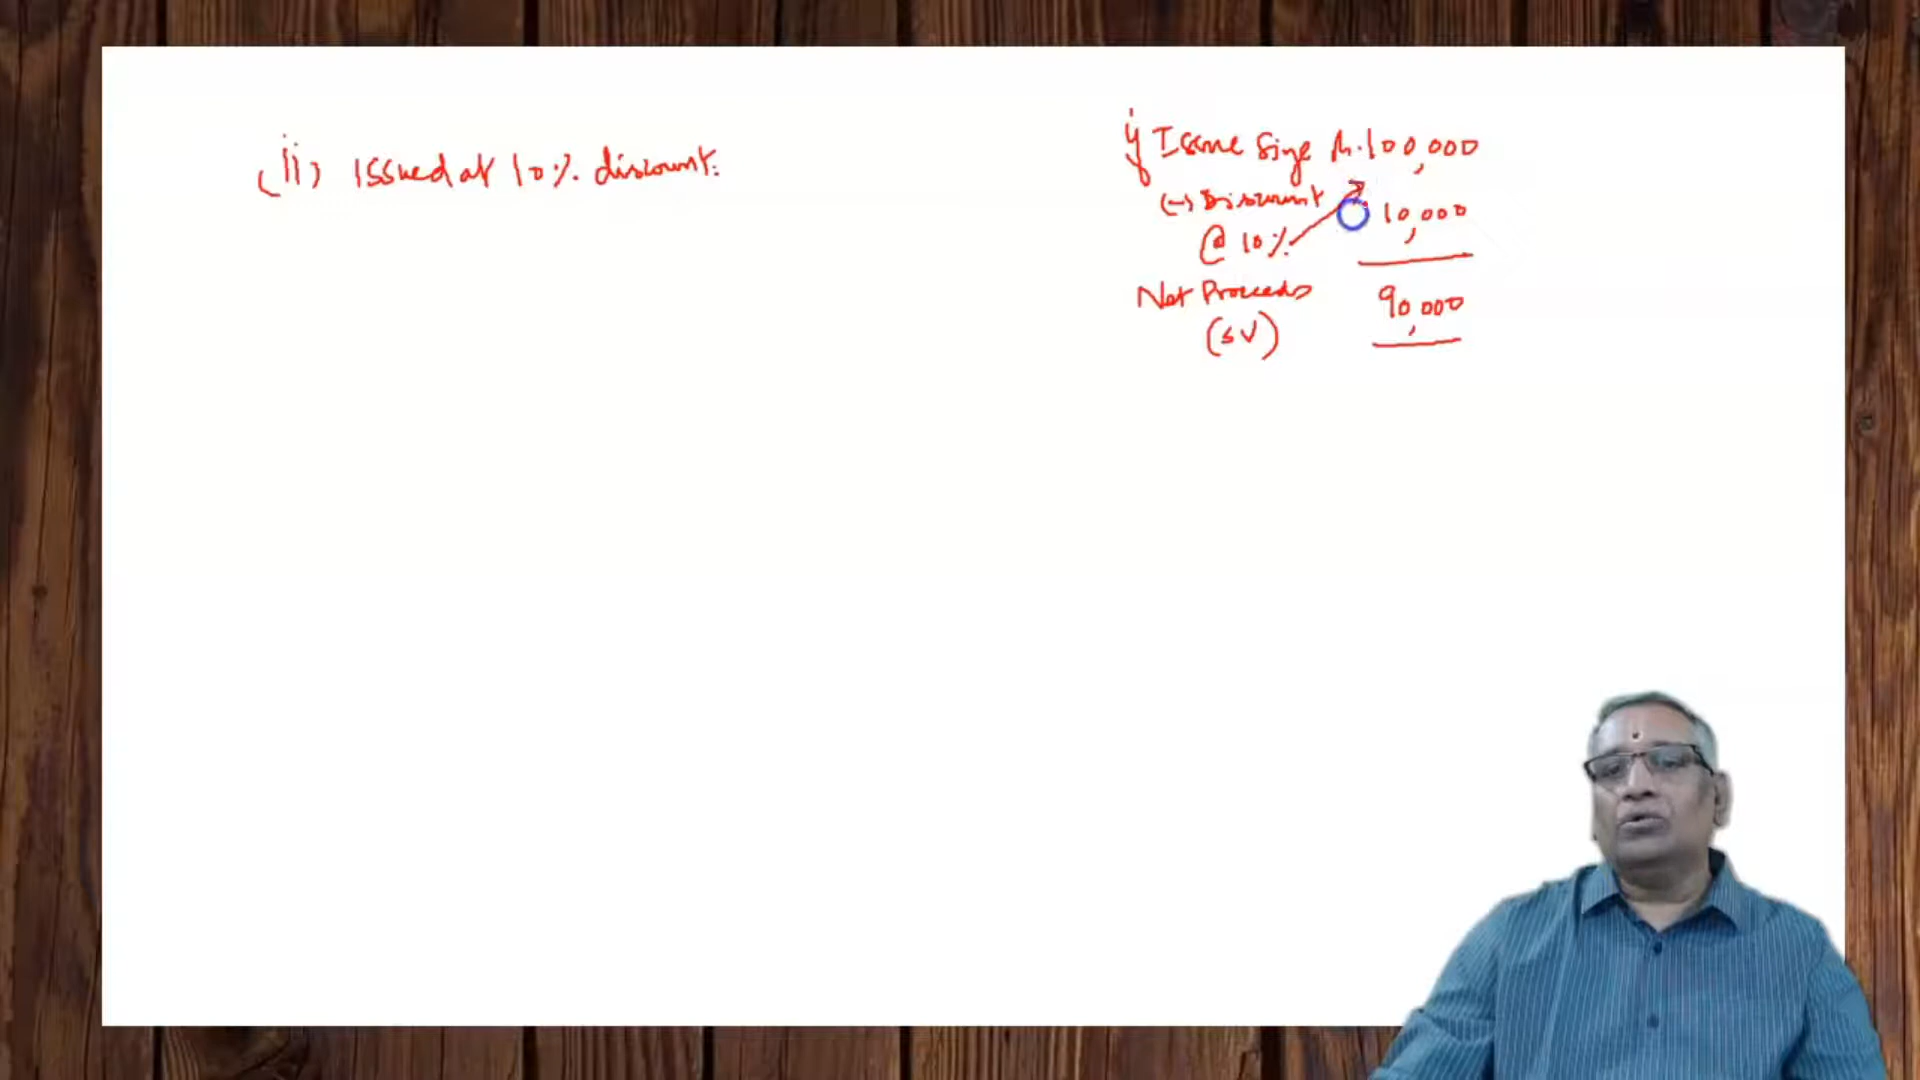 (ii) Issued at 10% discount:
If Issue Size Rs.100,000
(-) Discount 10,000
@ 10%
Net Proceeds 90,000
(SV)